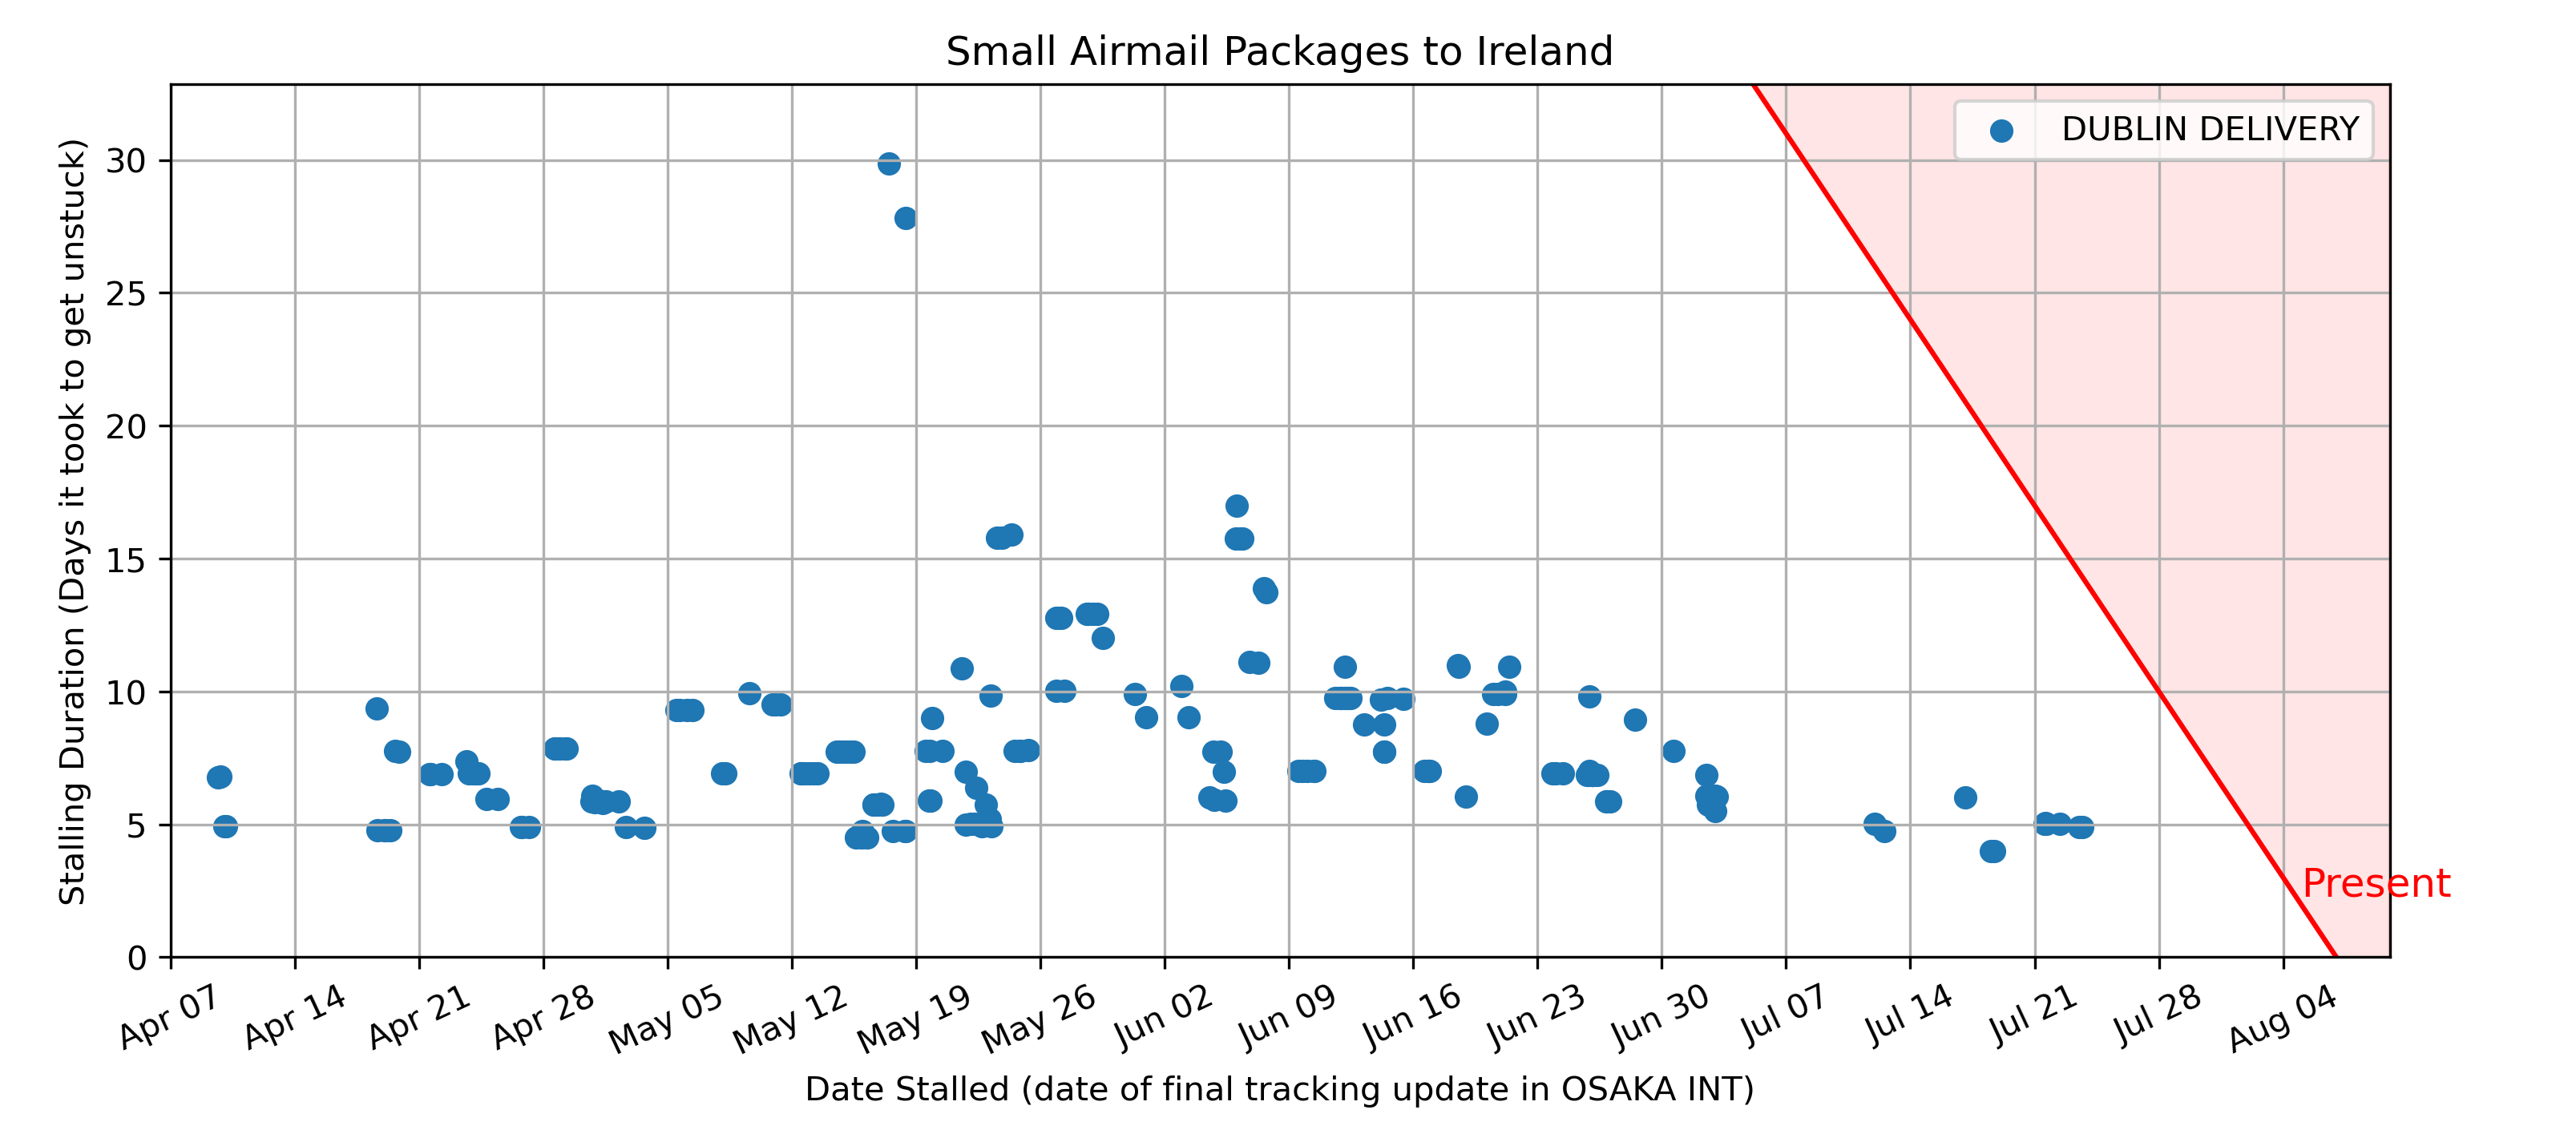 Small Airmail Packages to Ireland
DUBLIN DELIVERY
Stalling Duration (Days it took to get unstuck)
30
25
20
15
10
5
0
Present
Apr 07
Apr 14
Apr 21
Apr 28
May 05
May 12
May 19
May 26
Jun 02
Jun 09
Jun 16
Jun 23
Jun 30
Jul 07
Jul 14
Jul 21
Jul 28
Aug 04
Date Stalled (date of final tracking update in OSAKA INT)